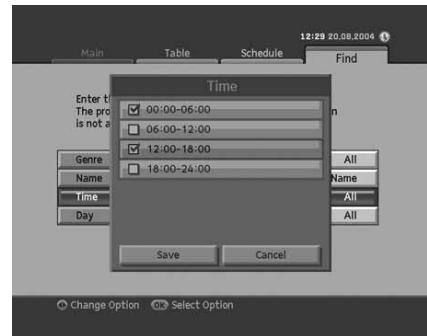 12:29 20.08.2004
Main Table Schedule Find
Time
Enter t
The pro
is not a
n
00:00-06:00
06:00-12:00
12:00-18:00
18:00-24:00
Genre All
Name Name
Time All
Day All
Save Cancel
Change Option OK Select Option